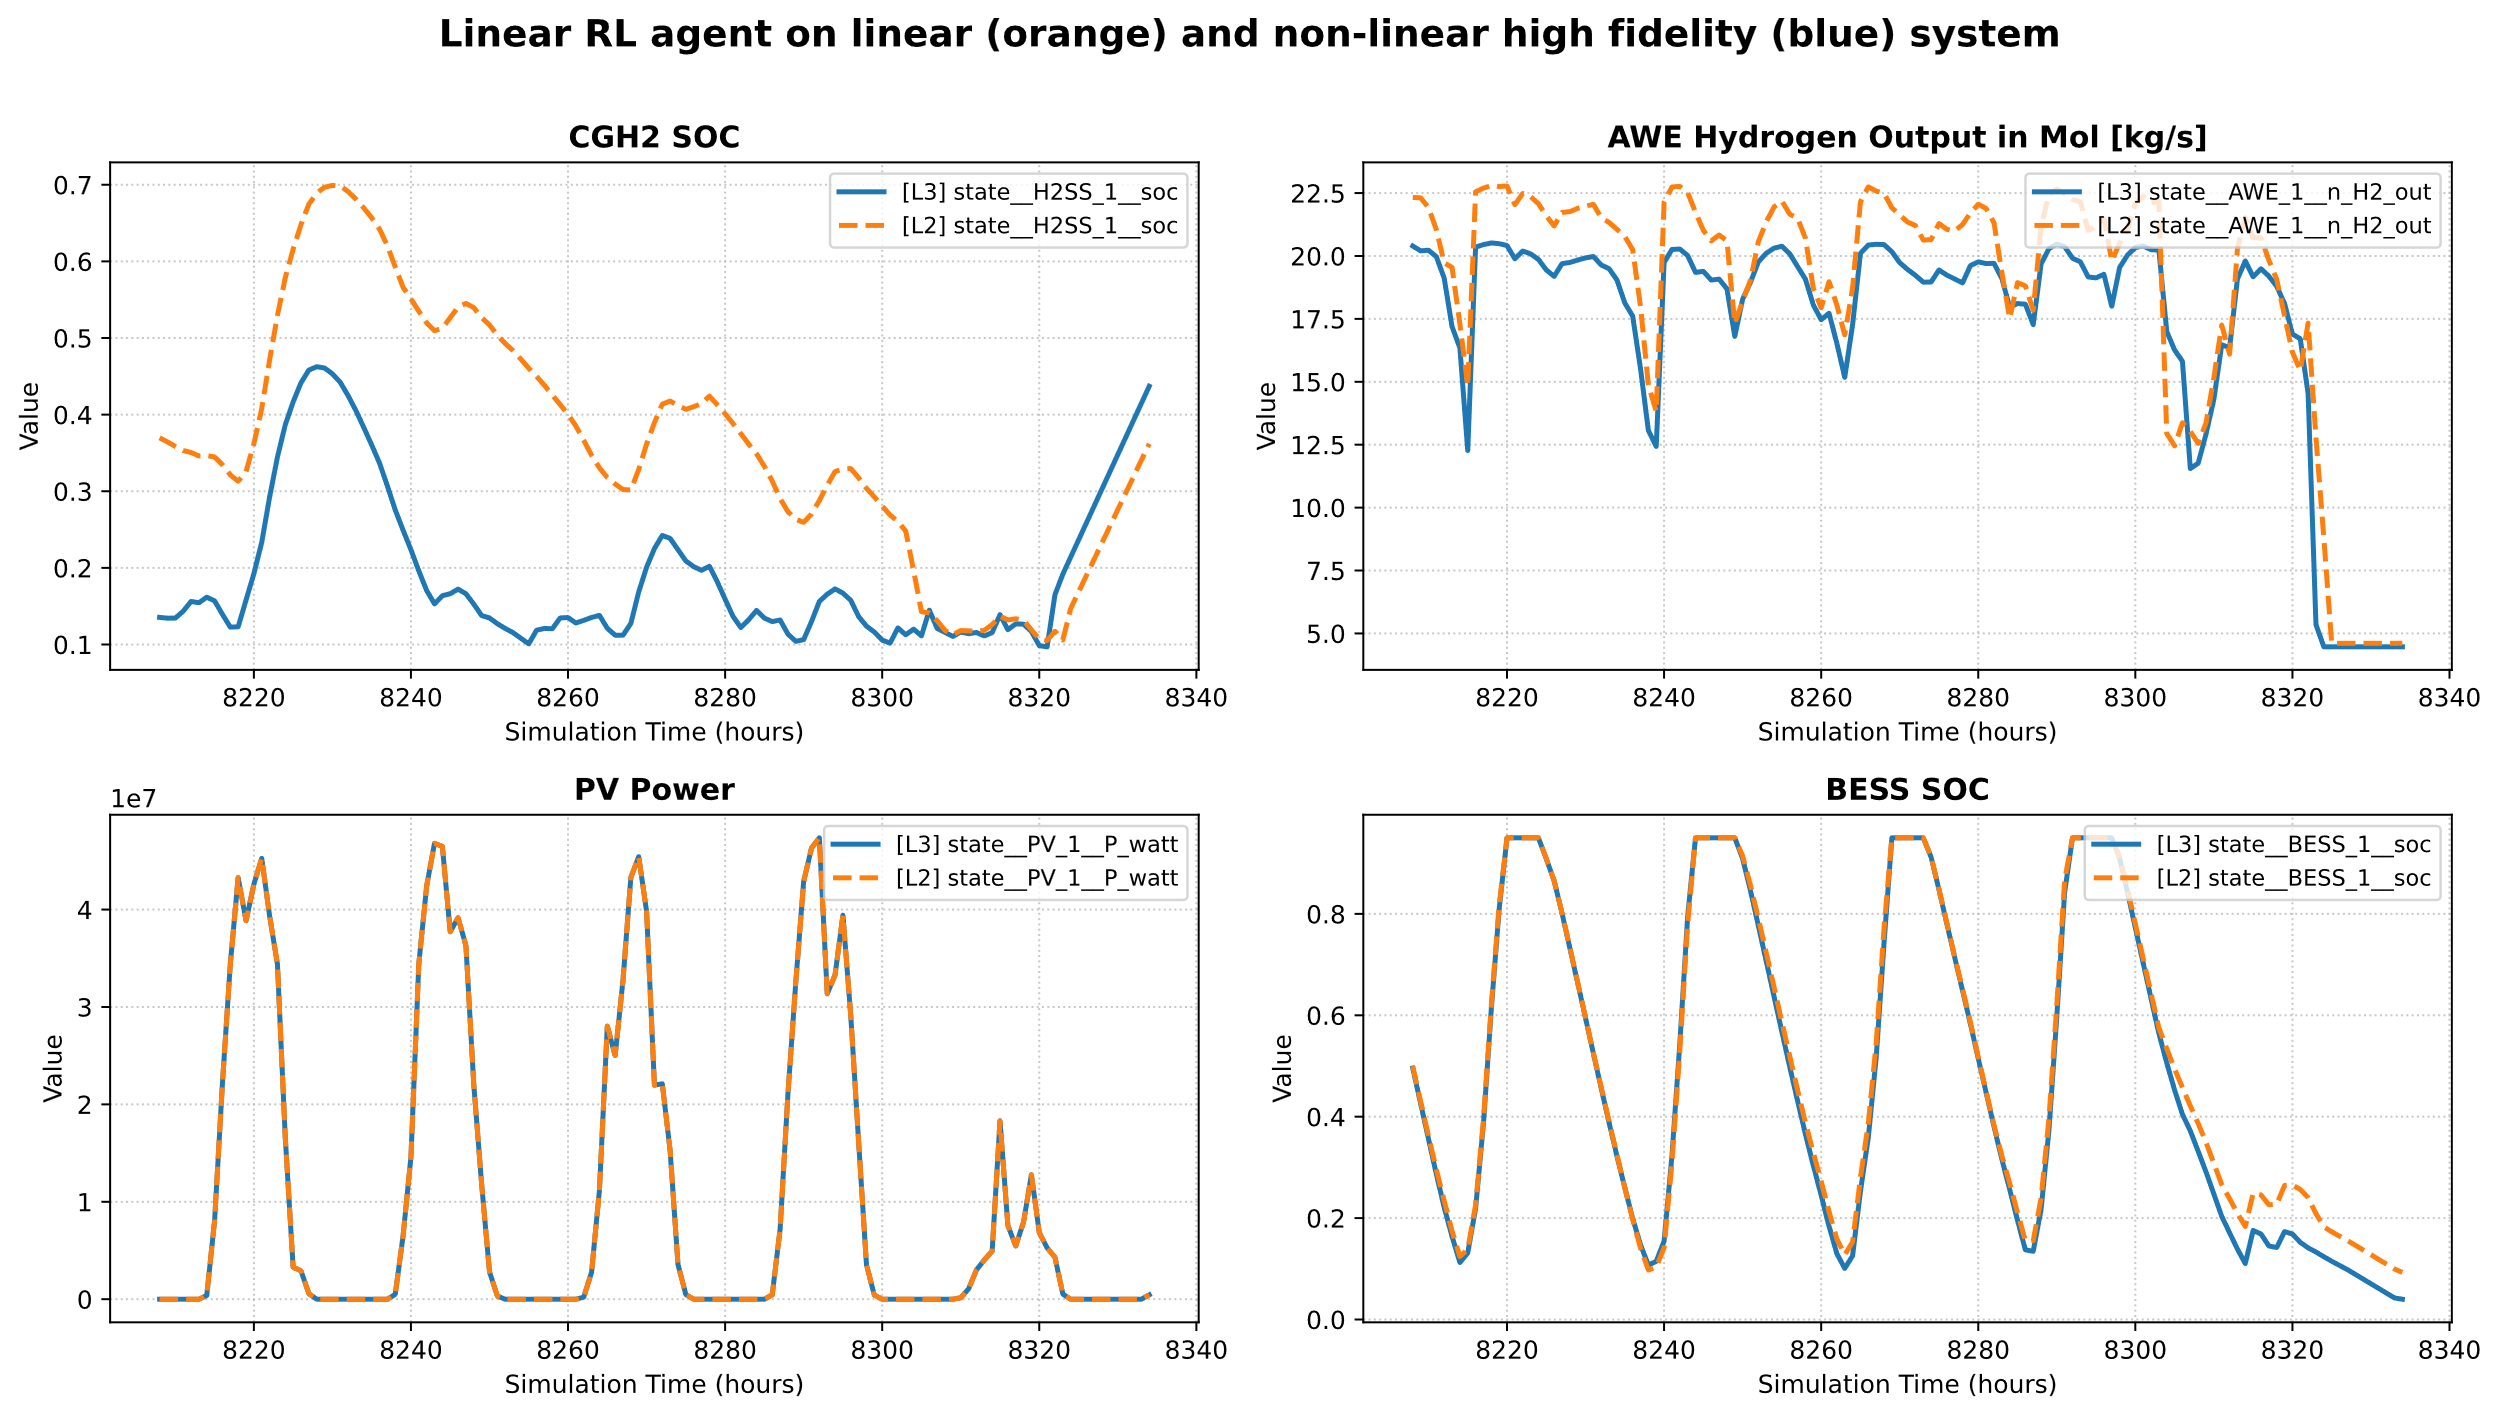 Linear RL agent on linear (orange) and non-linear high fidelity (blue) system
CGH2 SOC
0.7
0.6
0.5
0.4
0.3
0.2
0.1
Value
[L3] state__H2SS_1__soc
[L2] state__H2SS_1__soc
8220 8240 8260 8280 8300 8320 8340
Simulation Time (hours)
AWE Hydrogen Output in Mol [kg/s]
22.5
20.0
17.5
15.0
12.5
10.0
7.5
5.0
Value
[L3] state__AWE_1__n_H2_out
[L2] state__AWE_1__n_H2_out
8220 8240 8260 8280 8300 8320 8340
Simulation Time (hours)
PV Power
1e7
4
3
2
1
0
Value
[L3] state__PV_1__P_watt
[L2] state__PV_1__P_watt
8220 8240 8260 8280 8300 8320 8340
Simulation Time (hours)
BESS SOC
0.8
0.6
0.4
0.2
0.0
Value
[L3] state__BESS_1__soc
[L2] state__BESS_1__soc
8220 8240 8260 8280 8300 8320 8340
Simulation Time (hours)